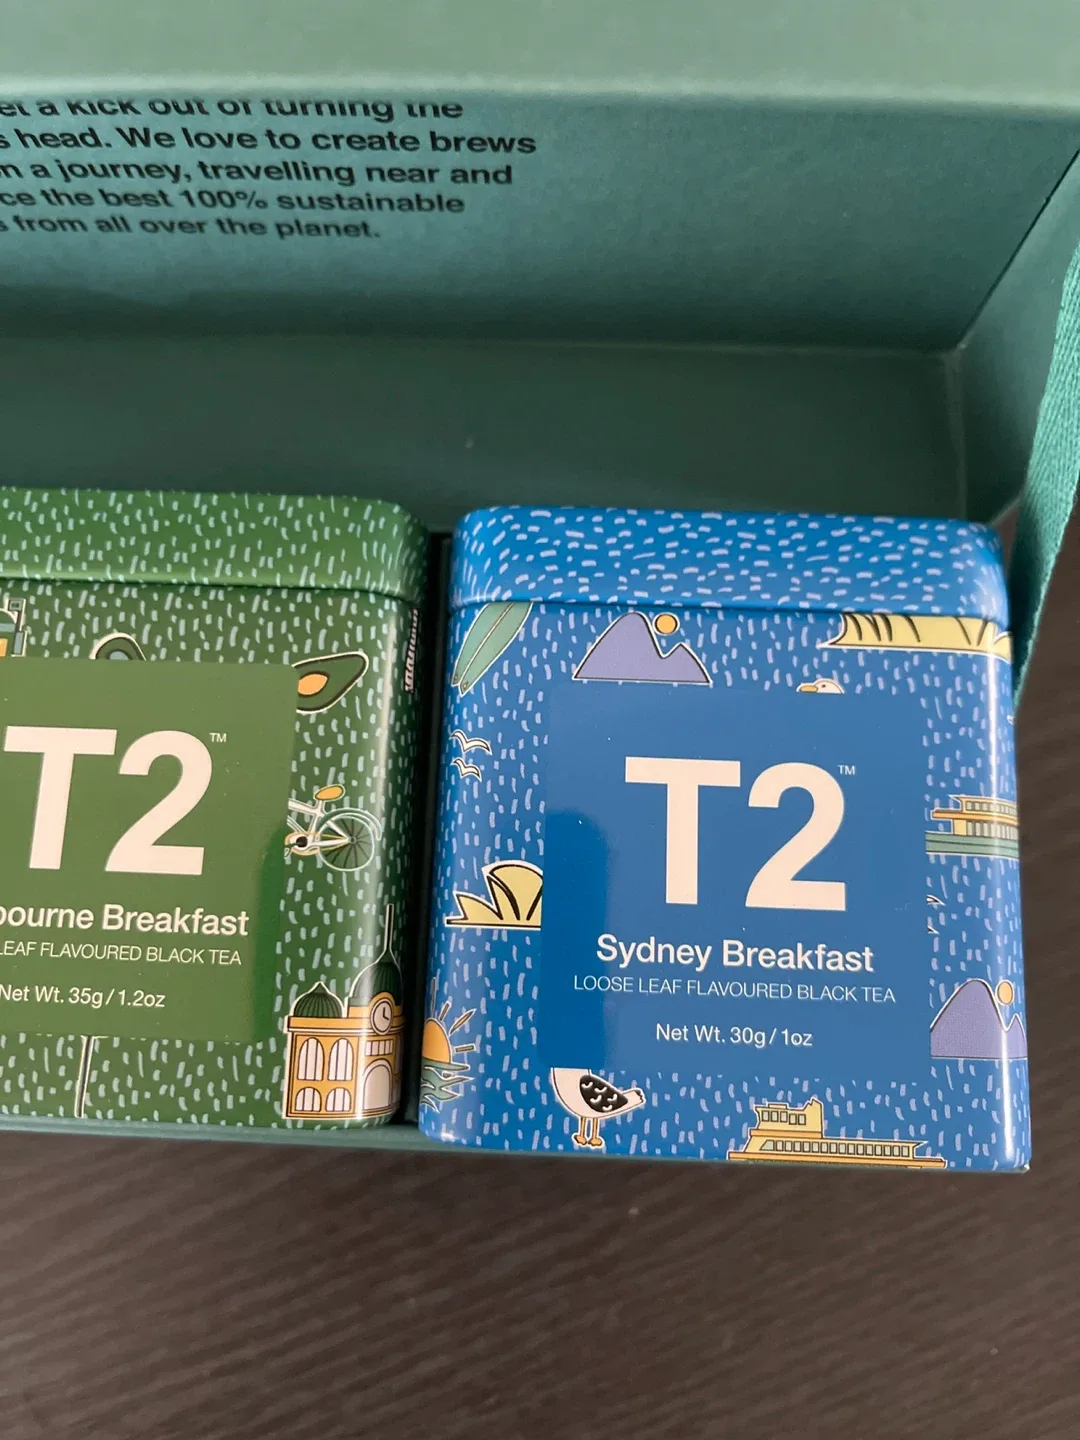 a kick out of turning the
head. We love to create brews
a journey, travelling near and
the best 100% sustainable
from all over the planet.
T2™
bourne Breakfast
LEAF FLAVOURED BLACK TEA
Net Wt. 35g/1.2oz
T2™
Sydney Breakfast
LOOSE LEAF FLAVOURED BLACK TEA
Net Wt. 30g/1oz